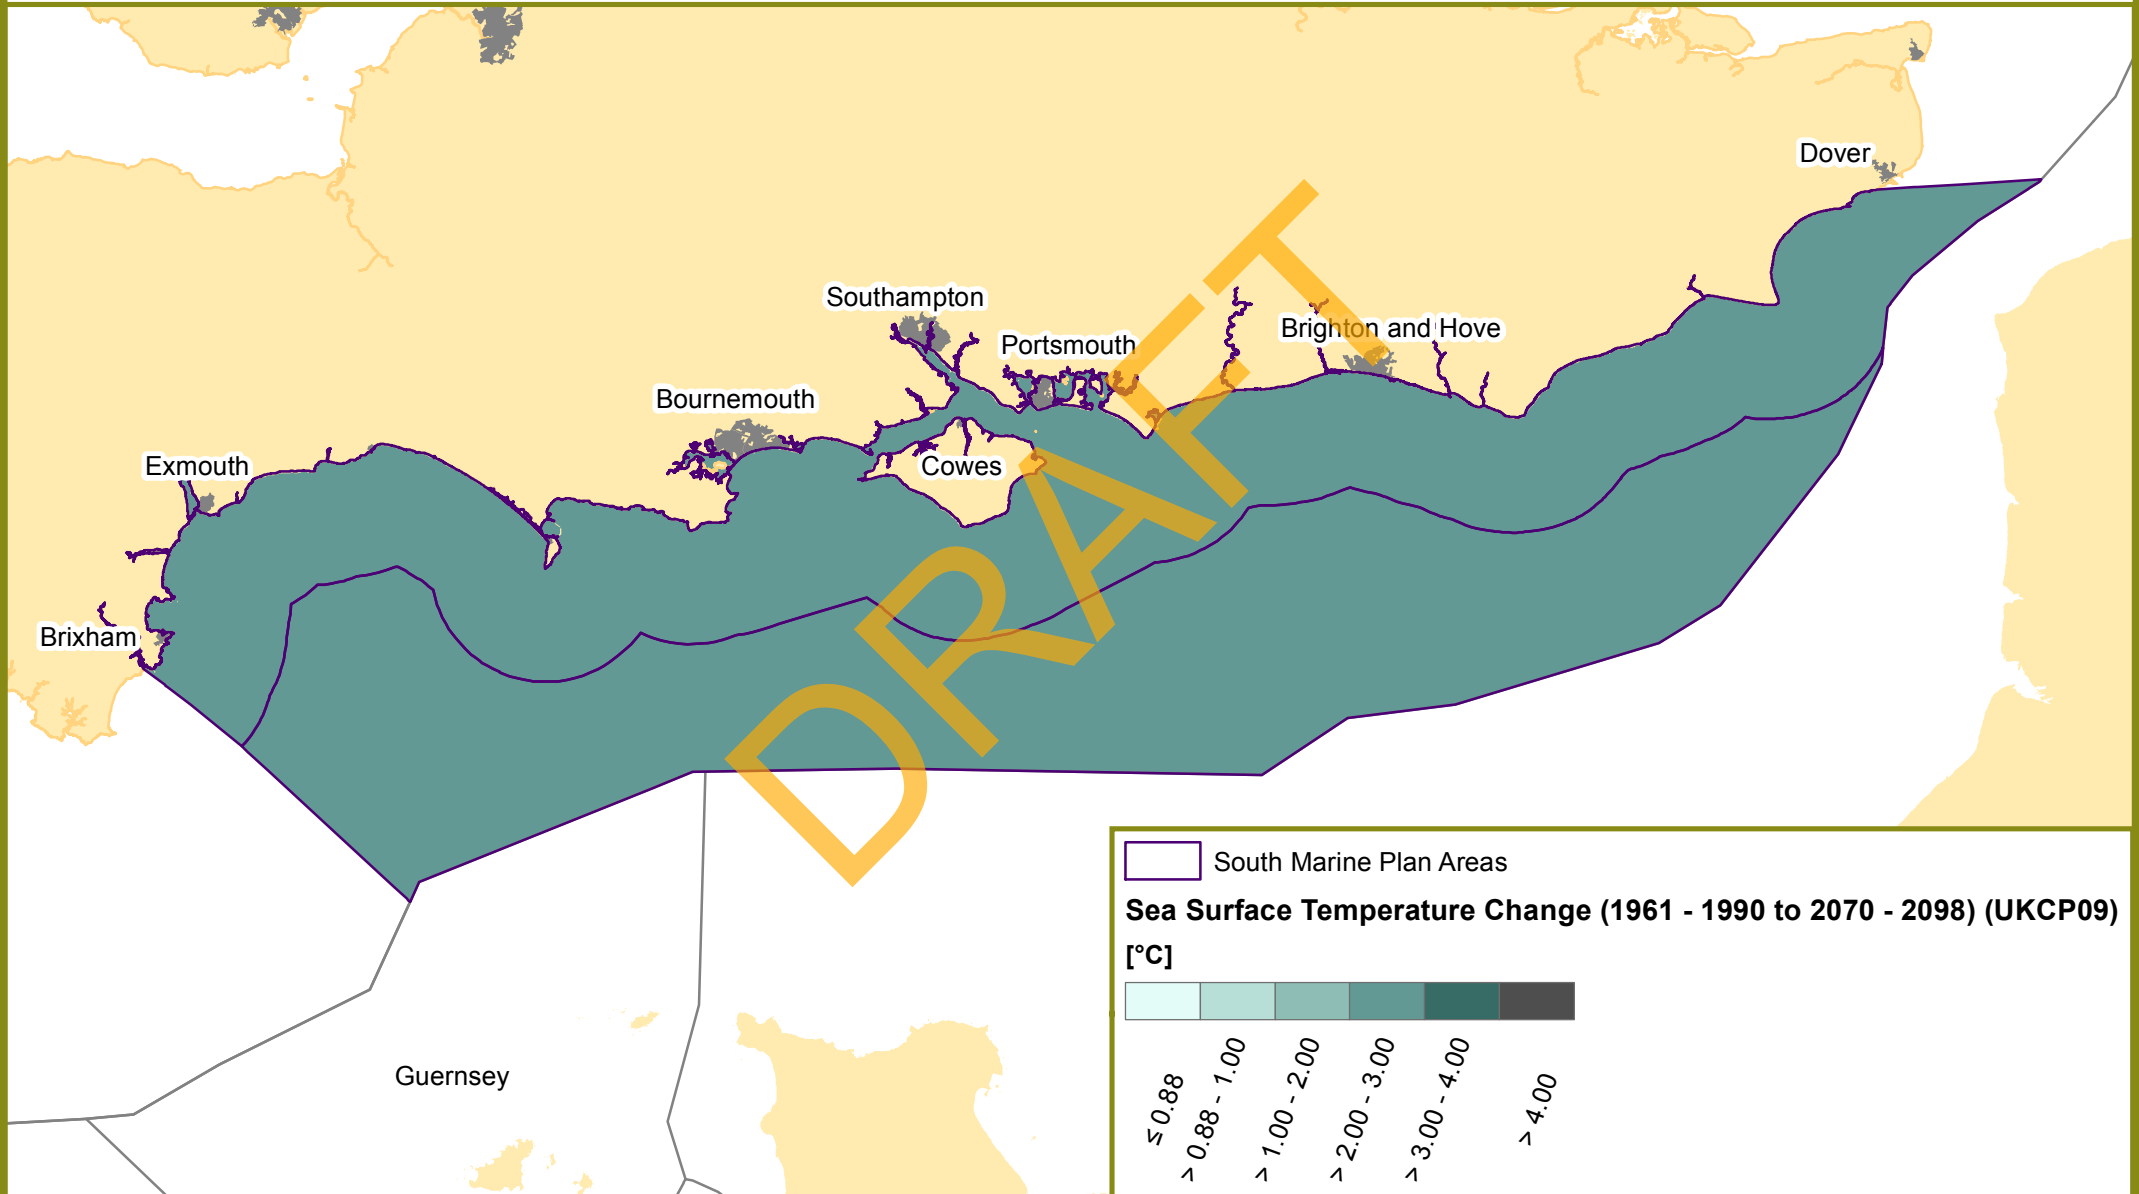 Dover
Southampton
Portsmouth
Brighton and Hove
Bournemouth
Exmouth
Cowes
Brixham
DRAFT
Guernsey
South Marine Plan Areas
Sea Surface Temperature Change (1961 - 1990 to 2070 - 2098) (UKCP09)
[°C]
≤ 0.88
> 0.88 - 1.00
> 1.00 - 2.00
> 2.00 - 3.00
> 3.00 - 4.00
> 4.00